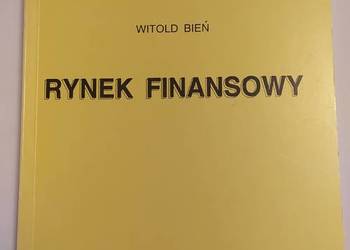 WITOLD BIEŃ
RYNEK FINANSOWY